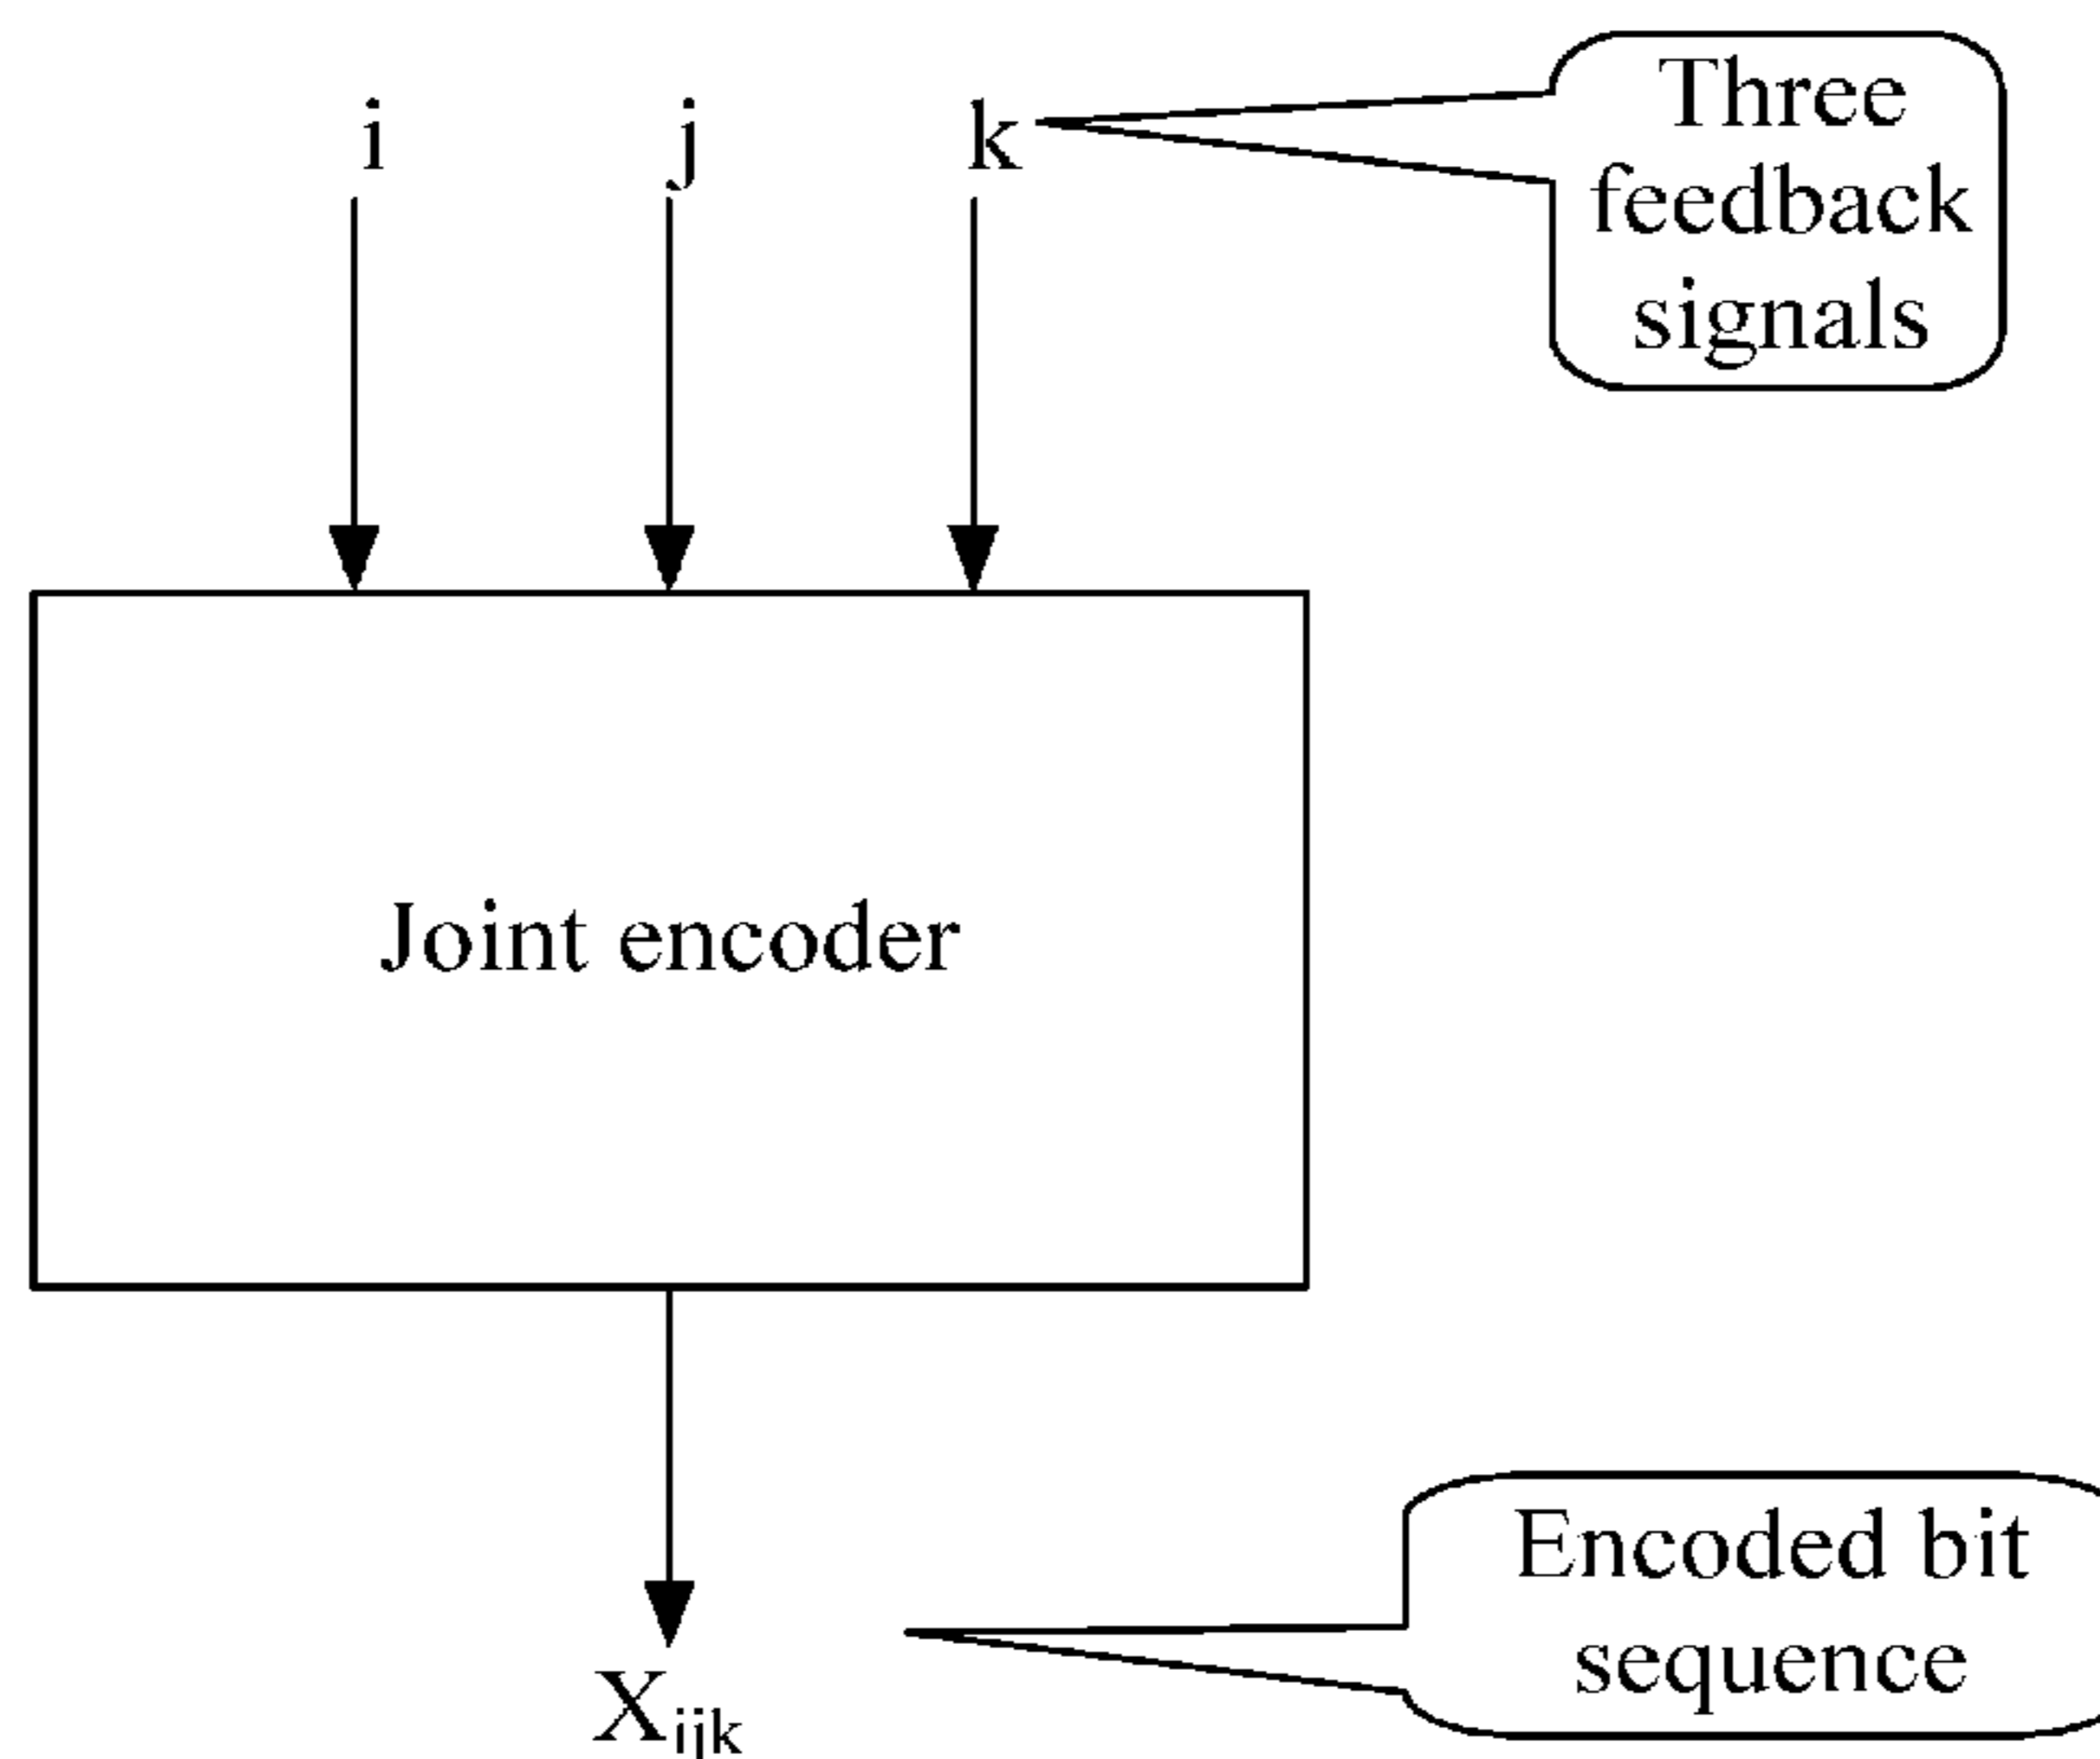 i j k
Three
feedback
signals
Joint encoder
Encoded bit
sequence
Xijk